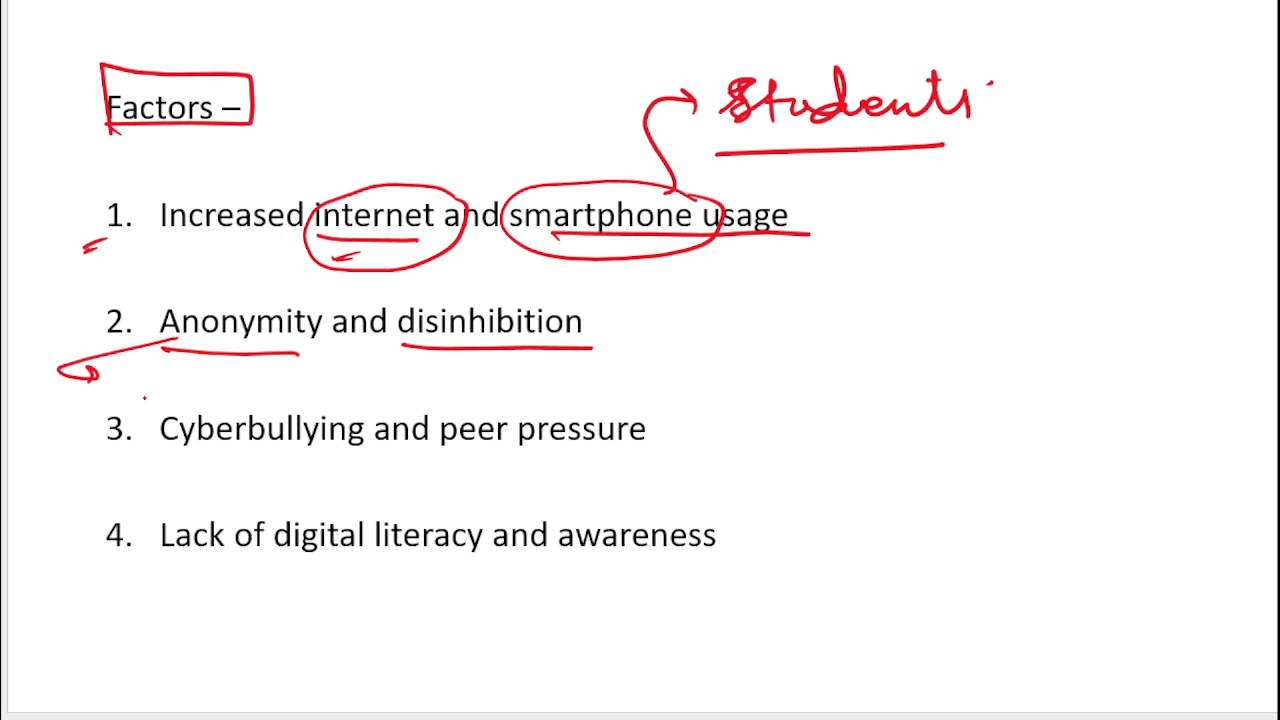 Factors –
Students
1. Increased internet and smartphone usage
2. Anonymity and disinhibition
3. Cyberbullying and peer pressure
4. Lack of digital literacy and awareness